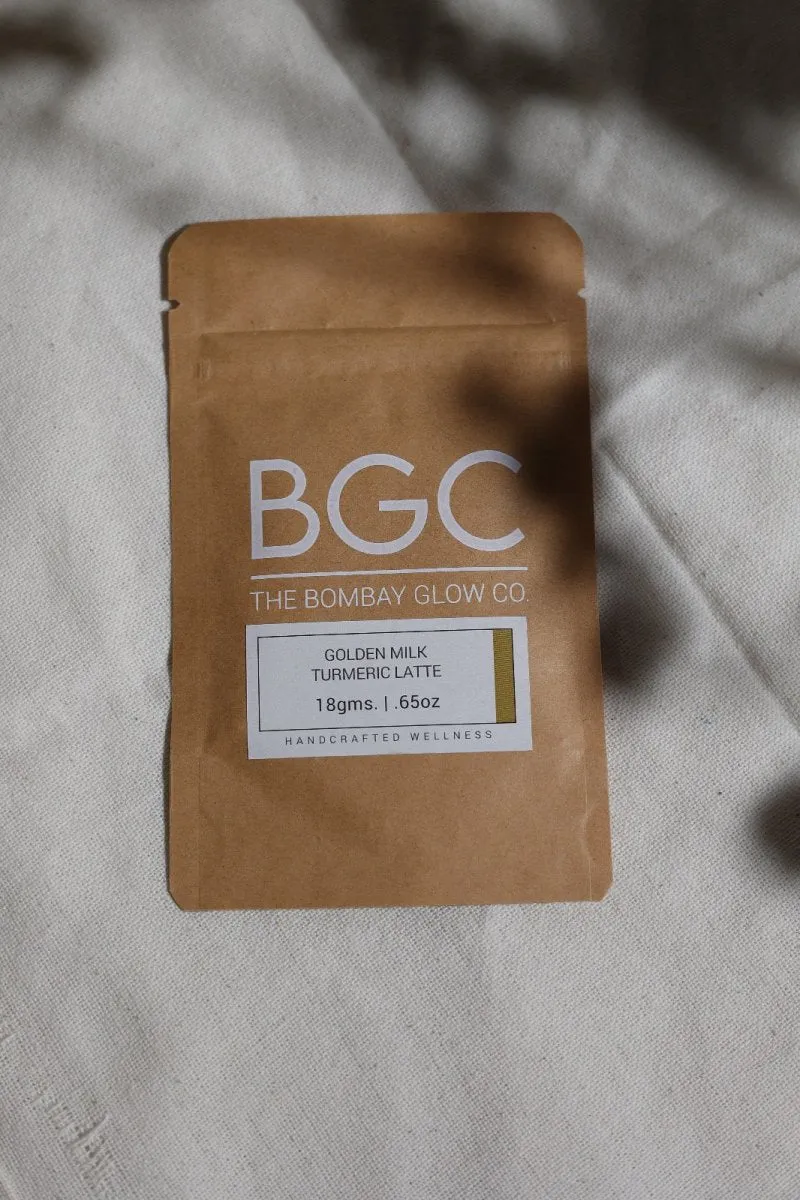 BGC
THE BOMBAY GLOW CO.
GOLDEN MILK
TURMERIC LATTE
18gms. | .65oz
HANDCRAFTED WELLNESS